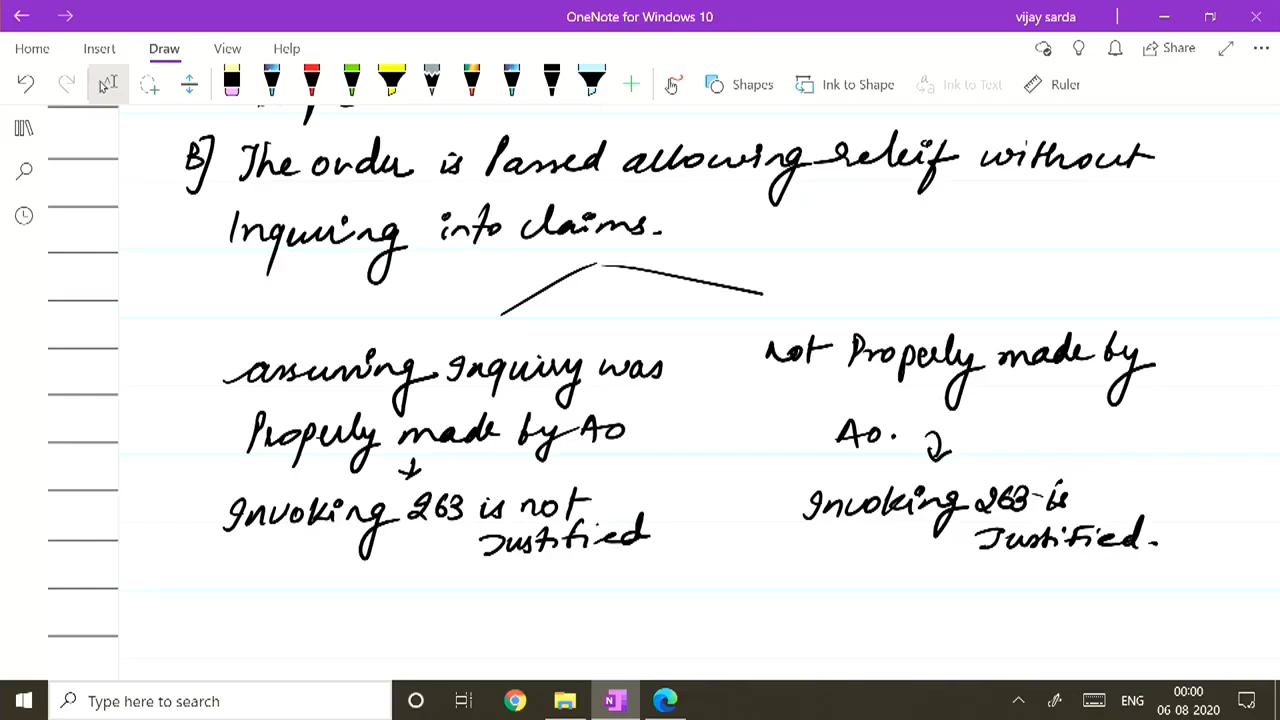 OneNote for Windows 10
vijay sarda
Home Insert Draw View Help
Share
Shapes
Ink to Shape
Ink to Text
Ruler
B] The order is Passed allowing releif without
Inquiring into claims.
assuming Inquiry was
Properly made by AO
Invoking 263 is not
Justified
not Properly made by
AO.
Invoking 263 is
Justified.
Type here to search
ENG
00:00
06-08-2020